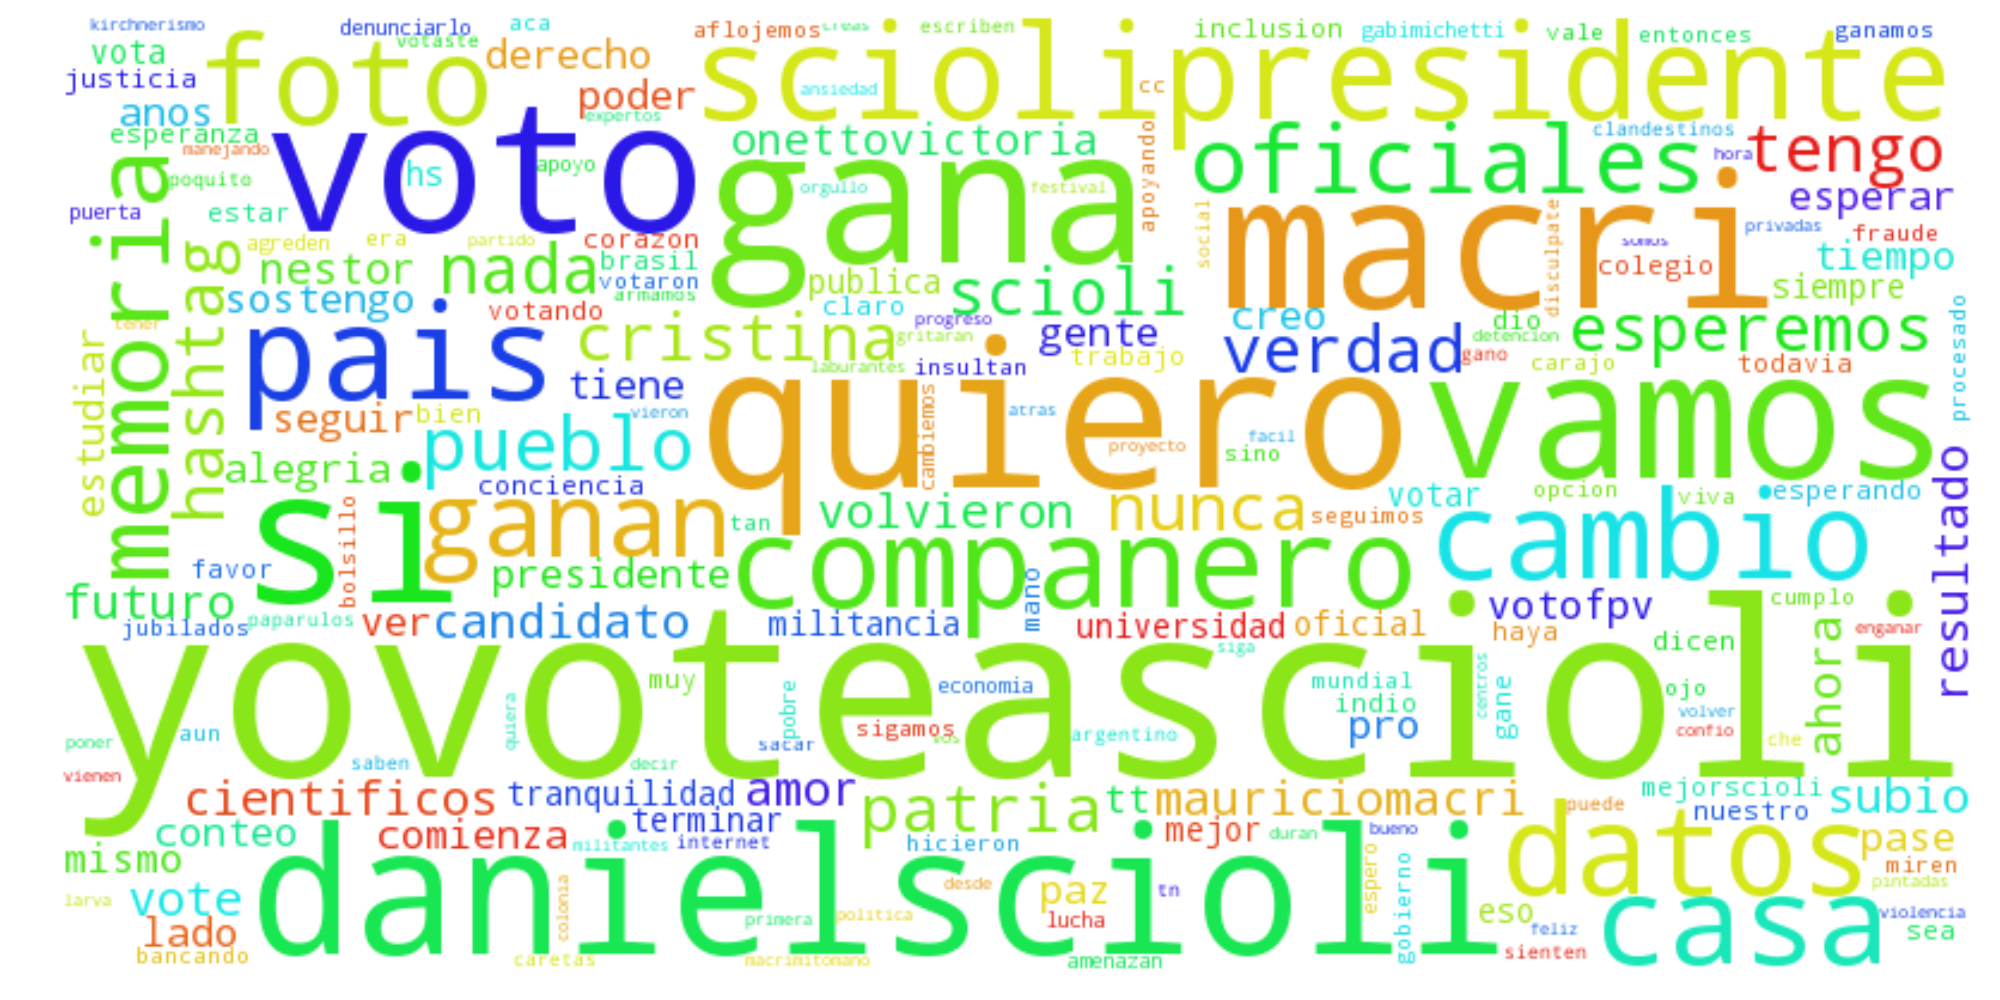 kirchnerismo denunciarlo aca aflojemos creas escriben inclusion gabimichetti vale entonces ganamos
vota foto votaste derecho scioli presidente
justicia poder ansiedad cc
anos expertos
esperanza voto onettovictoria apoyando oficiales clandestinos tengo
manejando hs apoyo gana hora
memoria poquito orgullo festival macri esperar
puerta estar social disculpate privadas
hashtag agreden era partido corazon somos fraude
nestor nada brasil publica scioli colegio tiempo
sostengo votaron armamos claro siempre
votando progreso creo dio procesado
tener pais cristina gritaran gente verdad detencion esperemos
estudiar laburantes trabajo gano carajo todavia
tiene insultan
seguir bien vieron quiero cambiemos atras vamos
pueblo proyecto facil sino
alegria conciencia votar opcion viva esperando resultado
si bolsillo ganan tan volvieron nunca seguimos cambio
favor presidente companero
futuro mano votofpv cumplo
jubilados paparulos ver candidato militancia universidad oficial haya ahora enganar
yovoteascioli siga dicen
muy pobre economia mundial centros gane ojo
quiera indio volver
poner aun sacar sigamos vos argentino pro confio che
vienen saben decir
cientificos tranquilidad amor patria tt mauriciomacri puede mejorscioli subio
conteo comienza terminar mejor duran bueno datos nuestro
mismo militantes internet hicieron pase
danielscioli espero gobierno miren
larva vote colonia desde paz tn pintadas
lado primera politica lucha eso casa violencia
feliz sea
bancando caretas macrimitomano amenazan sienten